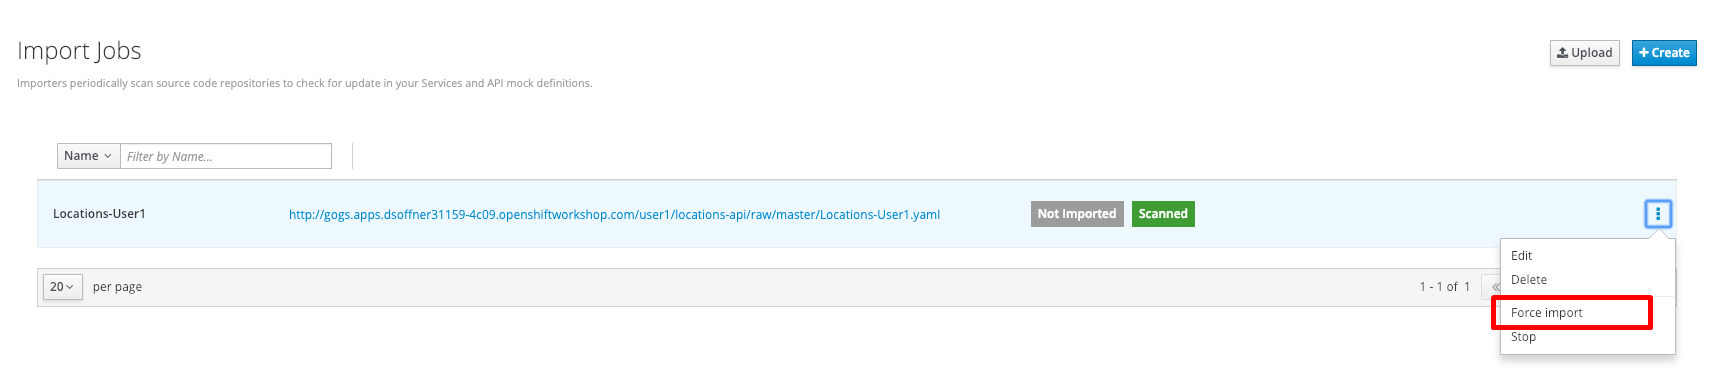 Import Jobs
Upload
Create
Importers periodically scan source code repositories to check for update in your Services and API mock definitions.
Name
Filter by Name...
Locations-User1
http://gogs.apps.dsoffner31159-4c09.openshiftworkshop.com/user1/locations-api/raw/master/Locations-User1.yaml
Not Imported
Scanned
Edit
Delete
Force import
Stop
20
per page
1 - 1 of 1